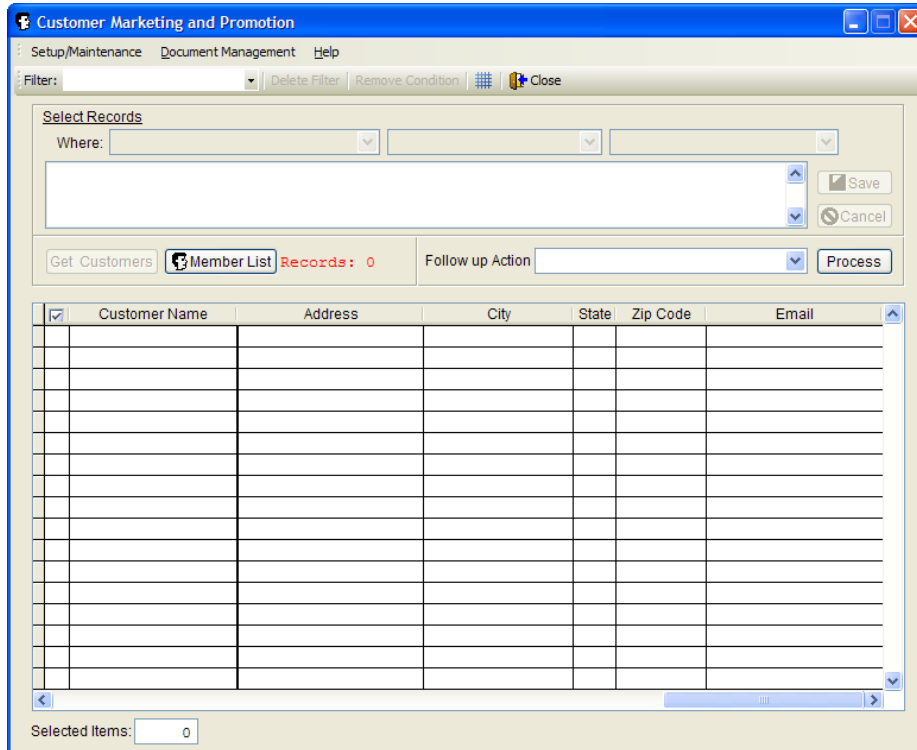 Customer Marketing and Promotion
Setup/Maintenance Document Management Help
Filter: Delete Filter Remove Condition Close
Select Records
Where:
Save
Cancel
Get Customers Member List Records: 0 Follow up Action Process
Customer Name Address City State Zip Code Email
Selected Items: 0